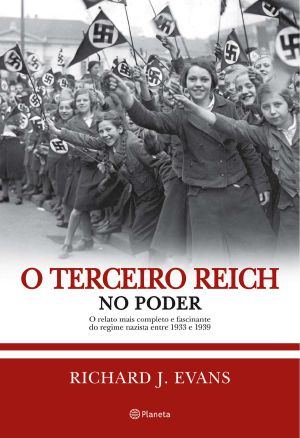 O TERCEIRO REICH
NO PODER
O relato mais completo e fascinante
do regime nazista entre 1933 e 1939
RICHARD J. EVANS
Planeta